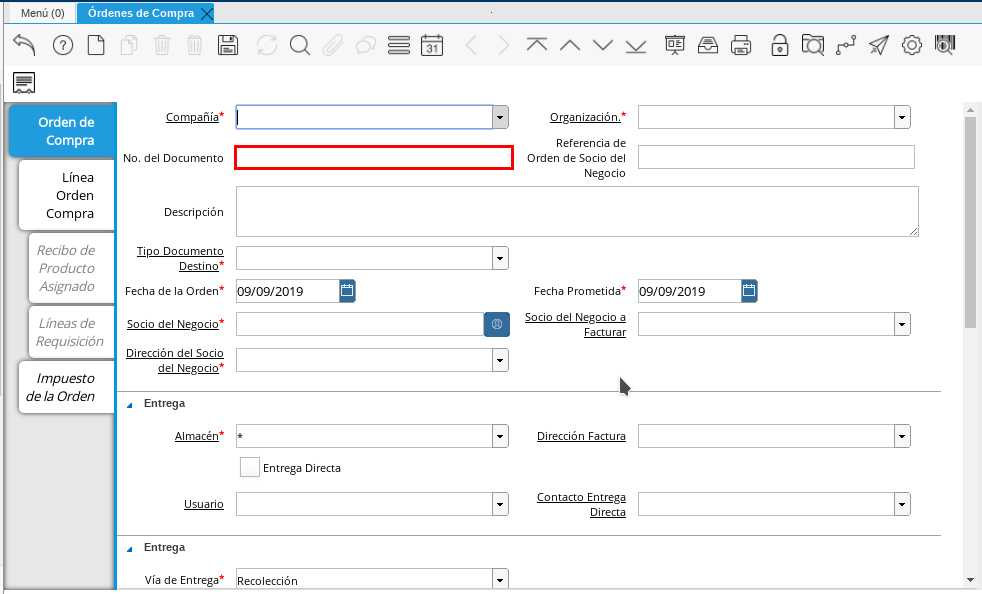 Menú (0)
Órdenes de Compra
31
Orden de
Compra
Línea
Orden
Compra
Recibo de
Producto
Asignado
Líneas de
Requisición
Impuesto
de la Orden
Compañía*
Organización.*
No. del Documento
Referencia de
Orden de Socio del
Negocio
Descripción
Tipo Documento
Destino*
Fecha de la Orden* 09/09/2019
Fecha Prometida* 09/09/2019
Socio del Negocio*
Socio del Negocio a
Facturar
Dirección del Socio
del Negocio*
Entrega
Almacén* *
Dirección Factura
Entrega Directa
Usuario
Contacto Entrega
Directa
Entrega
Vía de Entrega* Recolección